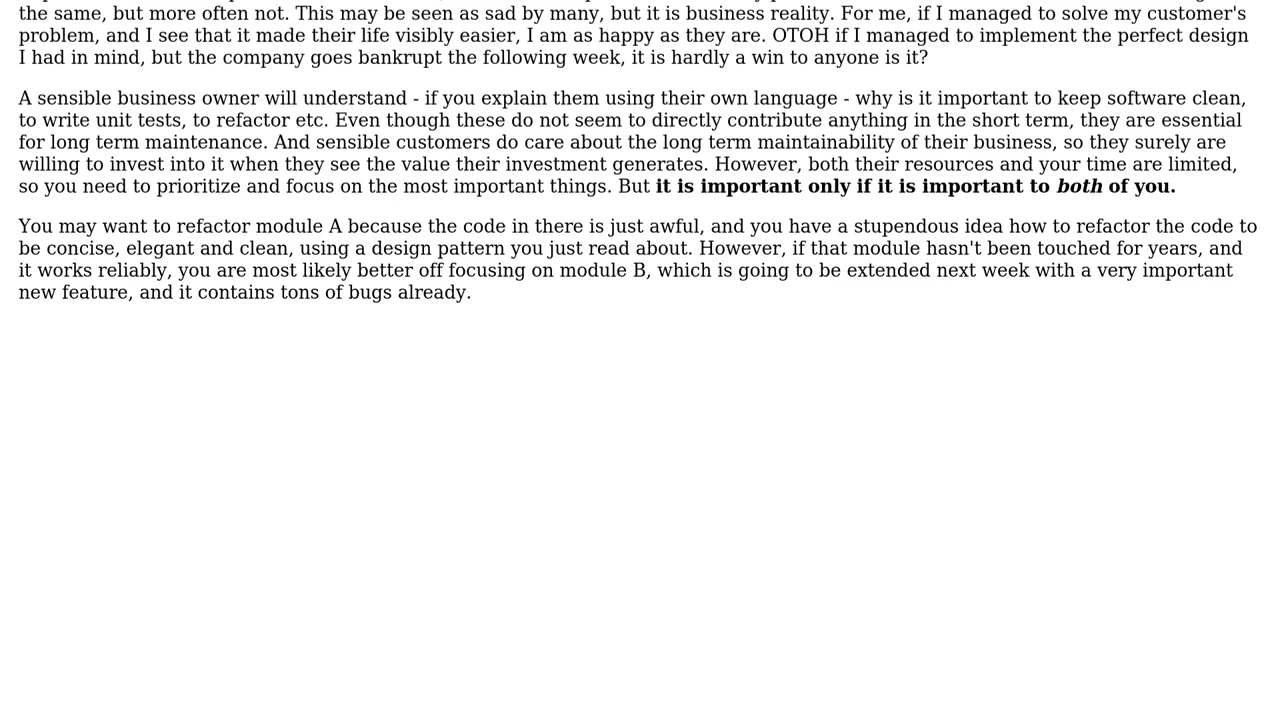 the same, but more often not. This may be seen as sad by many, but it is business reality. For me, if I managed to solve my customer's
problem, and I see that it made their life visibly easier, I am as happy as they are. OTOH if I managed to implement the perfect design
I had in mind, but the company goes bankrupt the following week, it is hardly a win to anyone is it?
A sensible business owner will understand - if you explain them using their own language - why is it important to keep software clean,
to write unit tests, to refactor etc. Even though these do not seem to directly contribute anything in the short term, they are essential
for long term maintenance. And sensible customers do care about the long term maintainability of their business, so they surely are
willing to invest into it when they see the value their investment generates. However, both their resources and your time are limited,
so you need to prioritize and focus on the most important things. But it is important only if it is important to both of you.
You may want to refactor module A because the code in there is just awful, and you have a stupendous idea how to refactor the code to
be concise, elegant and clean, using a design pattern you just read about. However, if that module hasn't been touched for years, and
it works reliably, you are most likely better off focusing on module B, which is going to be extended next week with a very important
new feature, and it contains tons of bugs already.